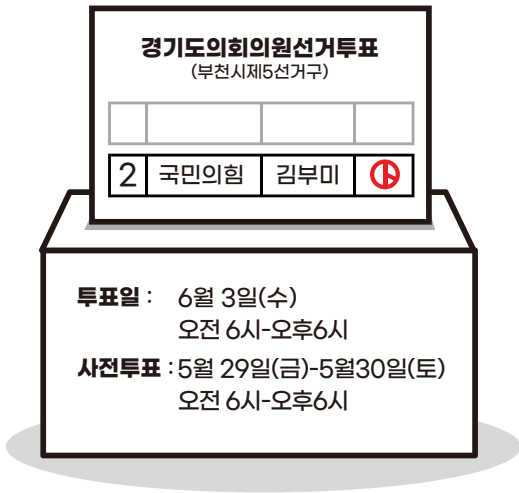 경기도의회의원선거투표
(부천시제5선거구)
2 국민의힘 김부미
투표일 : 6월 3일(수)
오전 6시-오후6시
사전투표 : 5월 29일(금)-5월30일(토)
오전 6시-오후6시